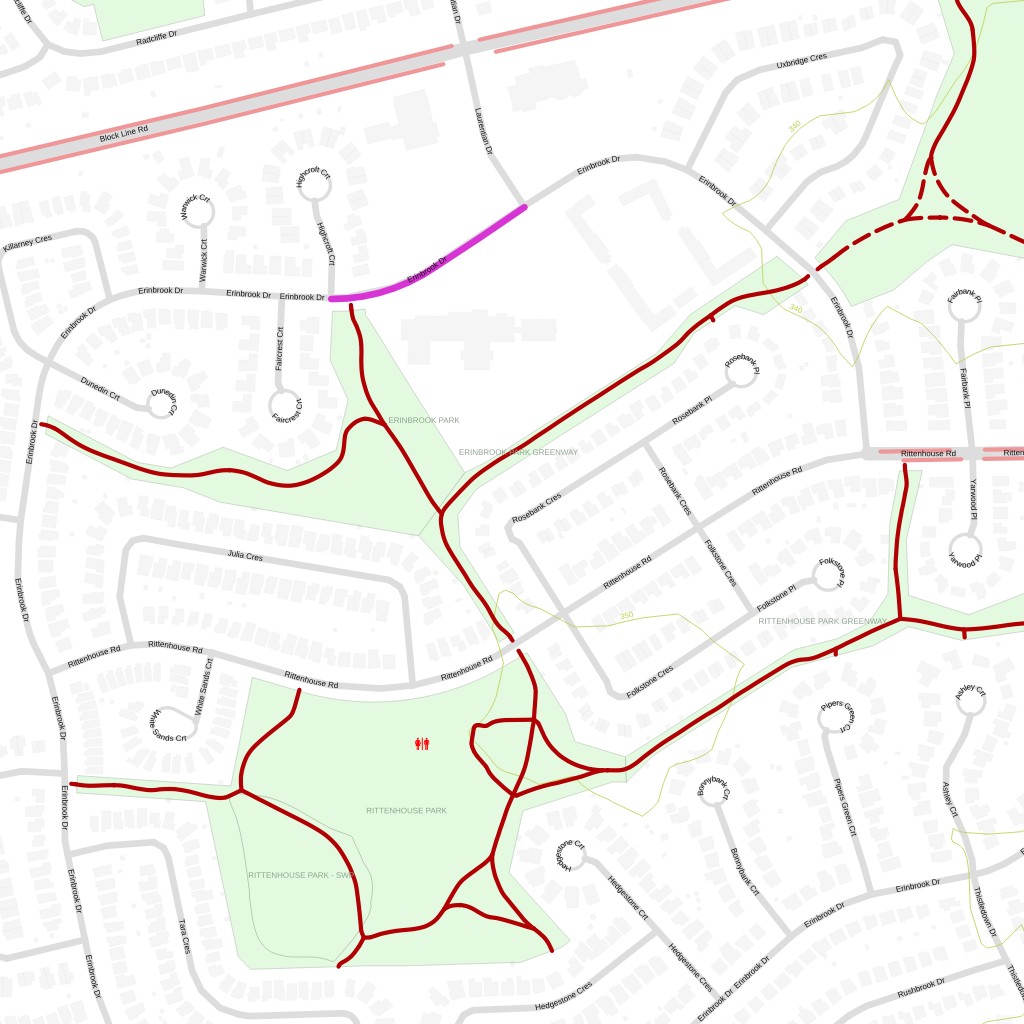 Radcliffe Dr
Block Line Rd
Laurentian Dr
Uxbridge Cres
340
Erinbrook Dr
Erinbrook Dr
Highcroft Crt
Warwick Crt
Highcroft Crt
Warwick Crt
Killarney Cres
Erinbrook Dr
Erinbrook Dr
Erinbrook Dr
Erinbrook Dr
Erinbrook Dr
340
Erinbrook Dr
Fairbank Pl
Faircrest Crt
Rosebank Pl
Fairbank Pl
Dunedin Crt
Dunedin Crt
Faircrest Crt
Rosebank Pl
ERINBROOK PARK
Erinbrook Dr
ERINBROOK PARK GREENWAY
Rittenhouse Rd
Ritten
Rittenhouse Rd
Rosebank Cres
Rosebank Cres
Yarwood Pl
Yarwood Pl
Julia Cres
Folkstone Cres
Rittenhouse Rd
Folkstone Pl
Folkstone Pl
Erinbrook Dr
350
RITTENHOUSE PARK GREENWAY
Rittenhouse Rd
Rittenhouse Rd
Rittenhouse Rd
Rittenhouse Rd
White Sands Crt
Folkstone Cres
Erinbrook Dr
White Sands Crt
Pipers Green Crt
Ashley Crt
Bonnybank Crt
Pipers Green Crt
Ashley Crt
Erinbrook Dr
RITTENHOUSE PARK
Hedgestone Crt
Bonnybank Crt
RITTENHOUSE PARK - SWP
Hedgestone Crt
Erinbrook Dr
Erinbrook Dr
Thistledown Dr
Tara Cres
Hedgestone Cres
Erinbrook Dr
Erinbrook Dr
Hedgestone Cres
Erinbrook Dr
Rushbrook Dr